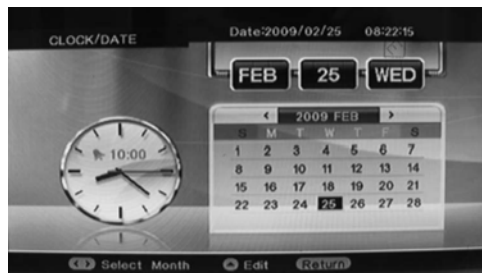 CLOCK/DATE
Date:2009/02/25 08:22:15
FEB 25 WED
2009 FEB
S M T W T F S
1 2 3 4 5 6 7
8 9 10 11 12 13 14
15 16 17 18 19 20 21
22 23 24 25 26 27 28
10:00
Select Month Edit Return